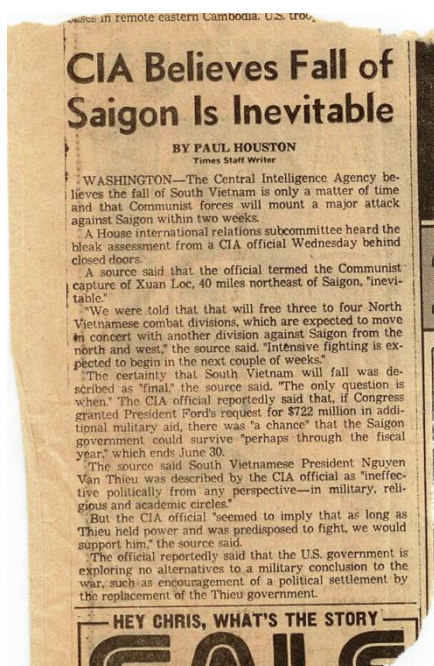 bases in remote eastern Cambodia. U.S. troo
CIA Believes Fall of
Saigon Is Inevitable
BY PAUL HOUSTON
Times Staff Writer
WASHINGTON—The Central Intelligence Agency be-
lieves the fall of South Vietnam is only a matter of time
and that Communist forces will mount a major attack
against Saigon within two weeks.
A House international relations subcommittee heard the
bleak assessment from a CIA official Wednesday behind
closed doors.
A source said that the official termed the Communist
capture of Xuan Loc, 40 miles northeast of Saigon, "inevi-
table."
"We were told that that will free three to four North
Vietnamese combat divisions, which are expected to move
in concert with another division against Saigon from the
north and west," the source said. "Intensive fighting is ex-
pected to begin in the next couple of weeks."
The certainty that South Vietnam will fall was de-
scribed as "final," the source said. "The only question is
when." The CIA official reportedly said that, if Congress
granted President Ford's request for $722 million in addi-
tional military aid, there was "a chance" that the Saigon
government could survive "perhaps through the fiscal
year," which ends June 30.
The source said South Vietnamese President Nguyen
Van Thieu was described by the CIA official as "ineffec-
tive politically from any perspective—in military, reli-
gious and academic circles."
But the CIA official "seemed to imply that as long as
Thieu held power and was predisposed to fight, we would
support him," the source said.
The official reportedly said that the U.S. government is
exploring no alternatives to a military conclusion to the
war, such as encouragement of a political settlement by
the replacement of the Thieu government.
HEY CHRIS, WHAT'S THE STORY